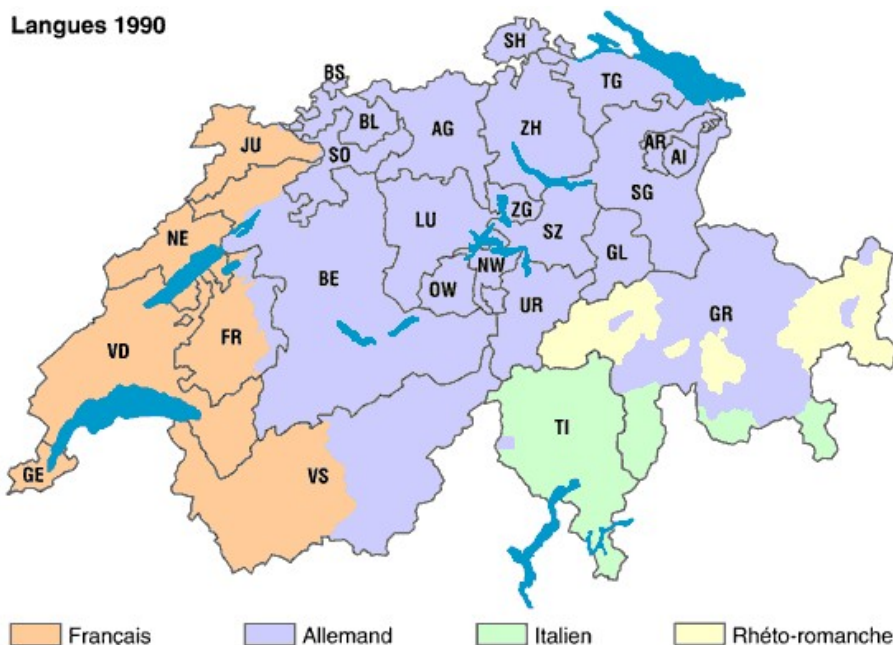 Langues 1990
SH
BS
TG
BL
AG
ZH
JU
SO
AR
AI
SG
LU
ZG
NE
SZ
GL
NW
BE
OW
UR
GR
VD
FR
TI
GE
VS
Français
Allemand
Italien
Rhéto-romanche